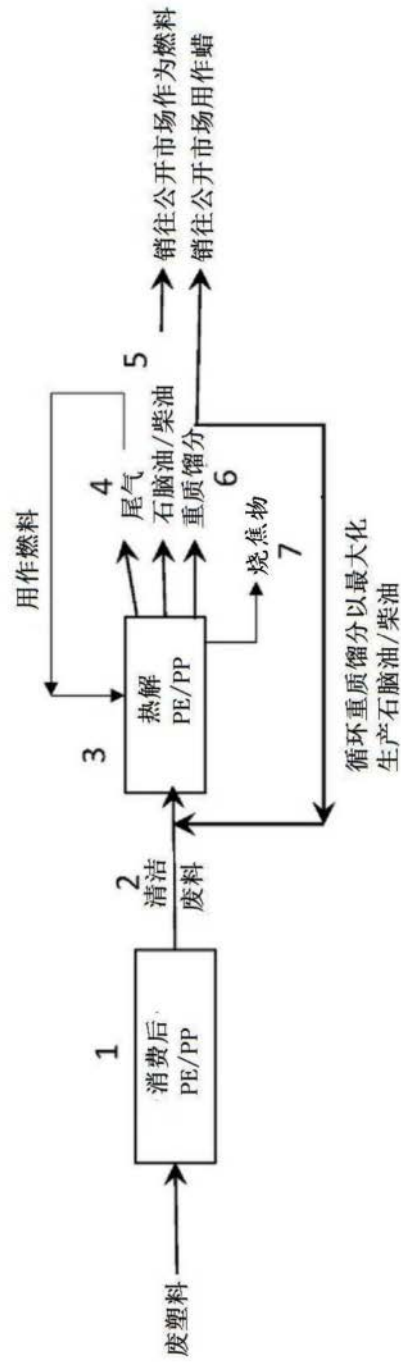 废塑料
1
消费后
PE/PP
2
清洁
废料
3
热解
PE/PP
用作燃料
4
尾气
5
石脑油/柴油
重质馏分
6
烧焦物
7
销往公开市场作为燃料
销往公开市场用作蜡
循环重质馏分以最大化
生产石脑油/柴油